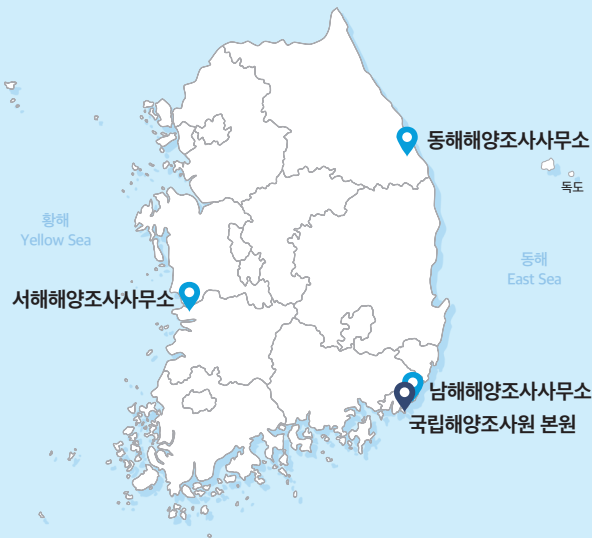 동해해양조사사무소
독도
황해
Yellow Sea
동해
East Sea
서해해양조사사무소
남해해양조사사무소
국립해양조사원 본원